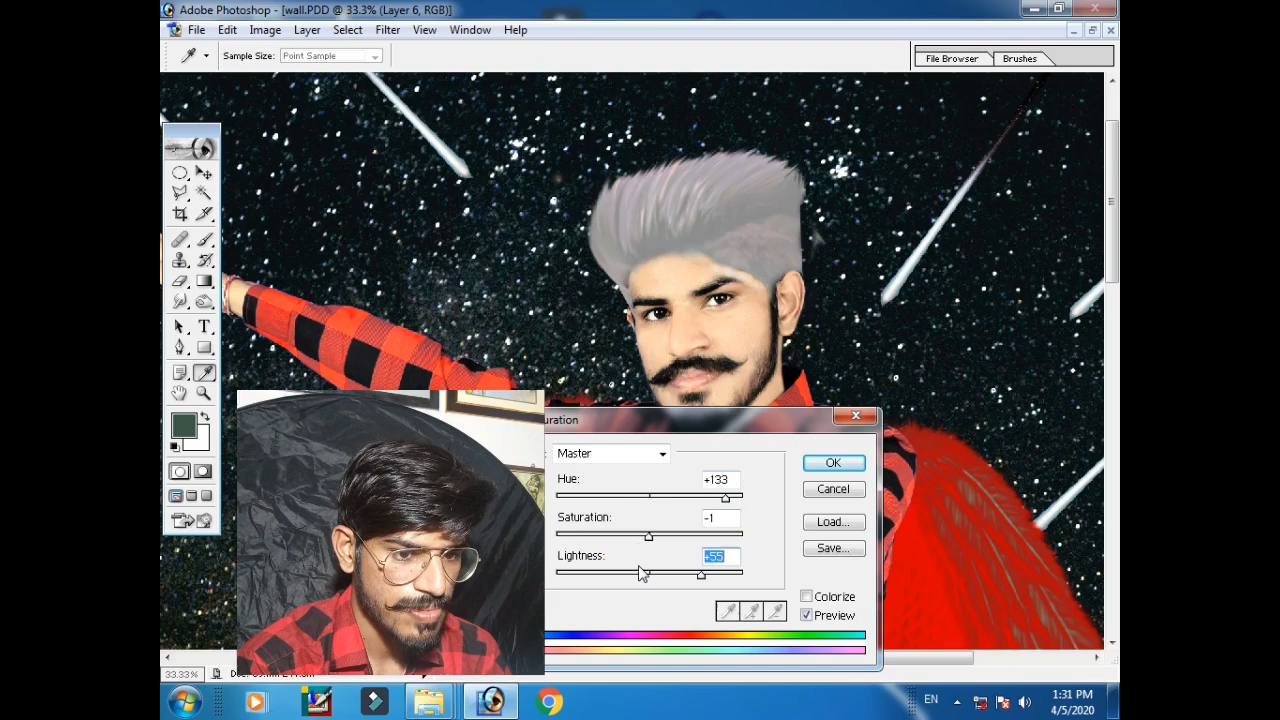 Adobe Photoshop - [wall.PDD @ 33.3% (Layer 6, RGB)]
File Edit Image Layer Select Filter View Window Help
Sample Size: Point Sample
File Browser Brushes
uration
Master
Hue: +133
OK
Cancel
Saturation: -1
Load...
Lightness: +55
Save...
Colorize
Preview
33.33%
EN
1:31 PM
4/5/2020